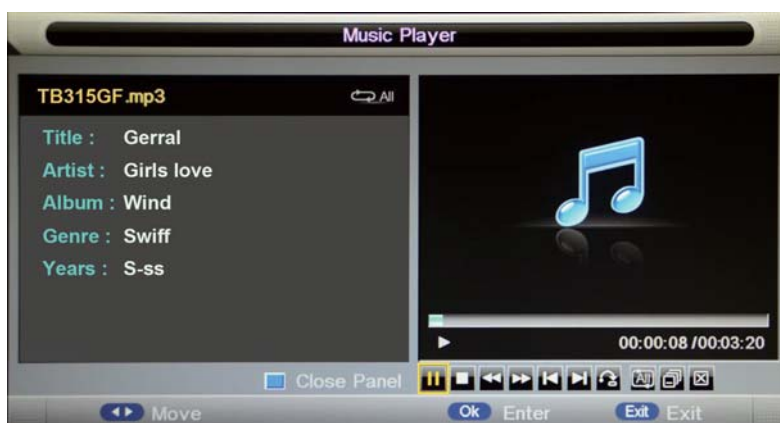 Music Player
TB315GF.mp3 All
Title : Gerral
Artist : Girls love
Album : Wind
Genre : Swiff
Years : S-ss
00:00:08 /00:03:20
Close Panel All
Move Ok Enter Exit Exit